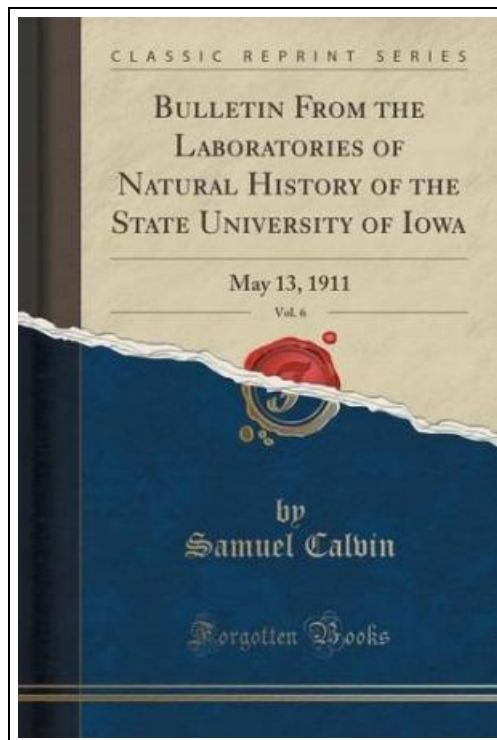 CLASSIC REPRINT SERIES
BULLETIN FROM THE
LABORATORIES OF
NATURAL HISTORY OF THE
STATE UNIVERSITY OF IOWA
May 13, 1911
Vol. 6
F
by
Samuel Calvin
Forgotten Books